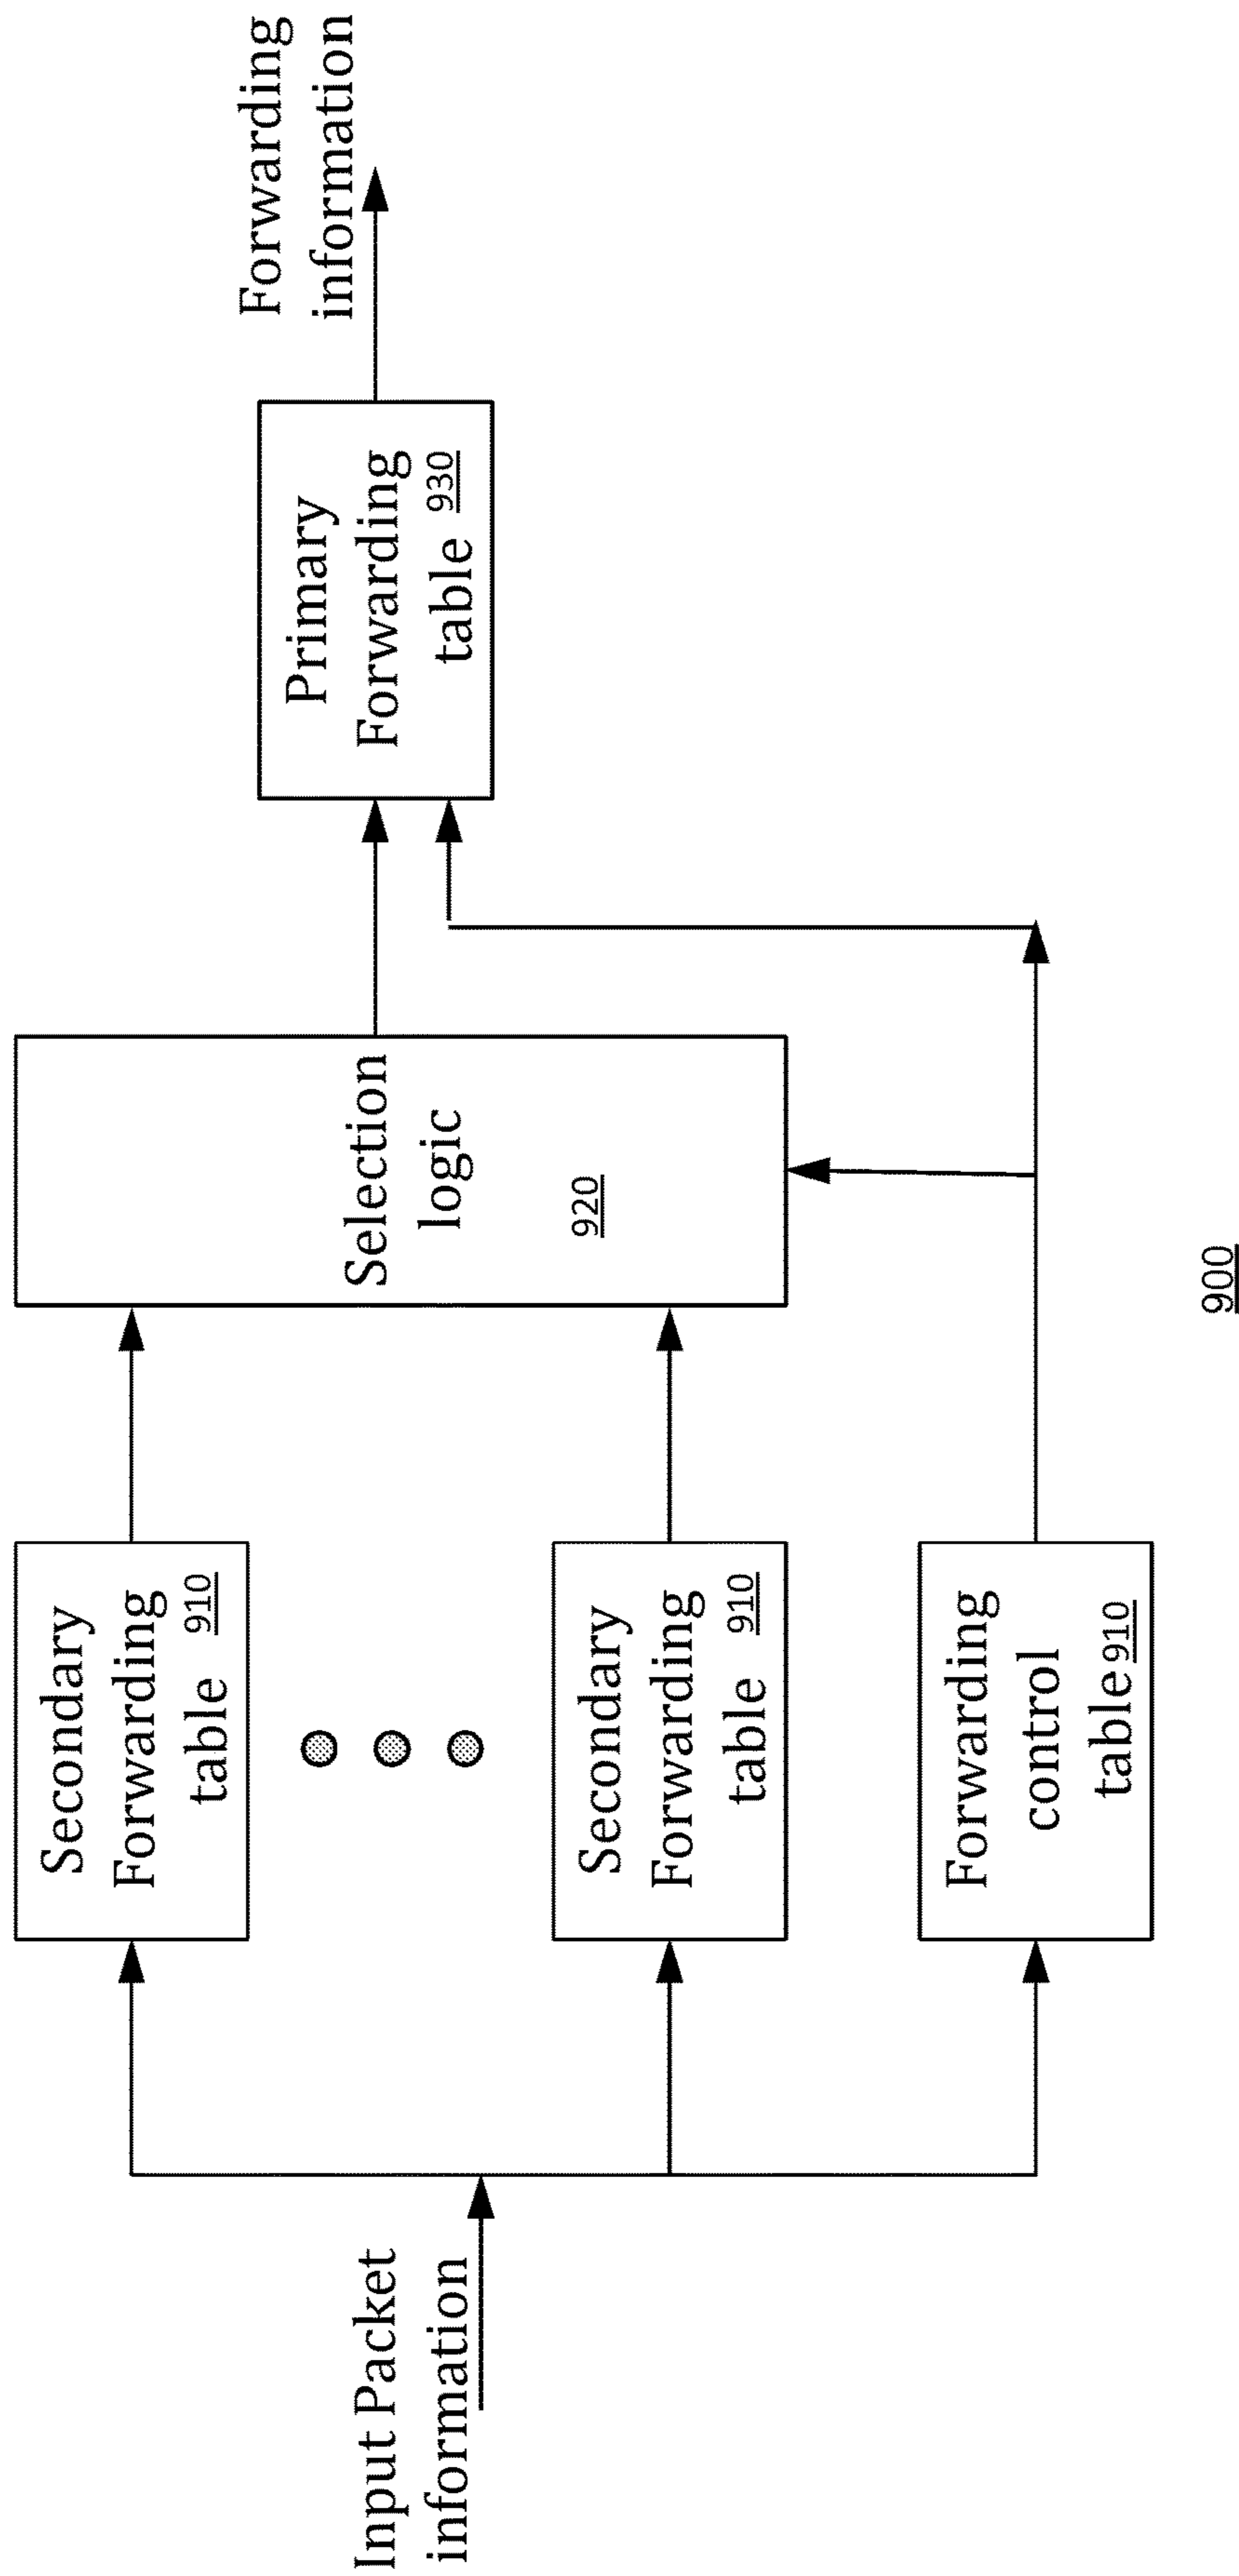 Input Packet
information
Secondary
Forwarding
table 910
Secondary
Forwarding
table 910
Forwarding
control
table 910
Selection
logic
920
Primary
Forwarding
table 930
Forwarding
information
900